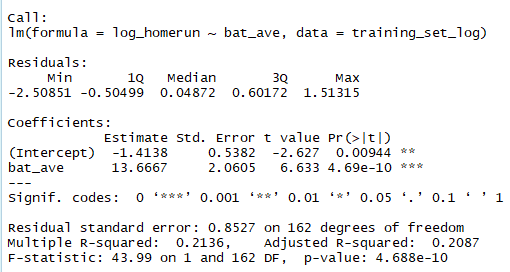 Call:
lm(formula = log_homerun ~ bat_ave, data = training_set_log)
Residuals:
Min 1Q Median 3Q Max
-2.50851 -0.50499 0.04872 0.60172 1.51315
Coefficients:
Estimate Std. Error t value Pr(>|t|)
(Intercept) -1.4138 0.5382 -2.627 0.00944 **
bat_ave 13.6667 2.0605 6.633 4.69e-10 ***
---
Signif. codes: 0 ‘***’ 0.001 ‘**’ 0.01 ‘*’ 0.05 ‘.’ 0.1 ‘ ’ 1
Residual standard error: 0.8527 on 162 degrees of freedom
Multiple R-squared: 0.2136, Adjusted R-squared: 0.2087
F-statistic: 43.99 on 1 and 162 DF, p-value: 4.688e-10